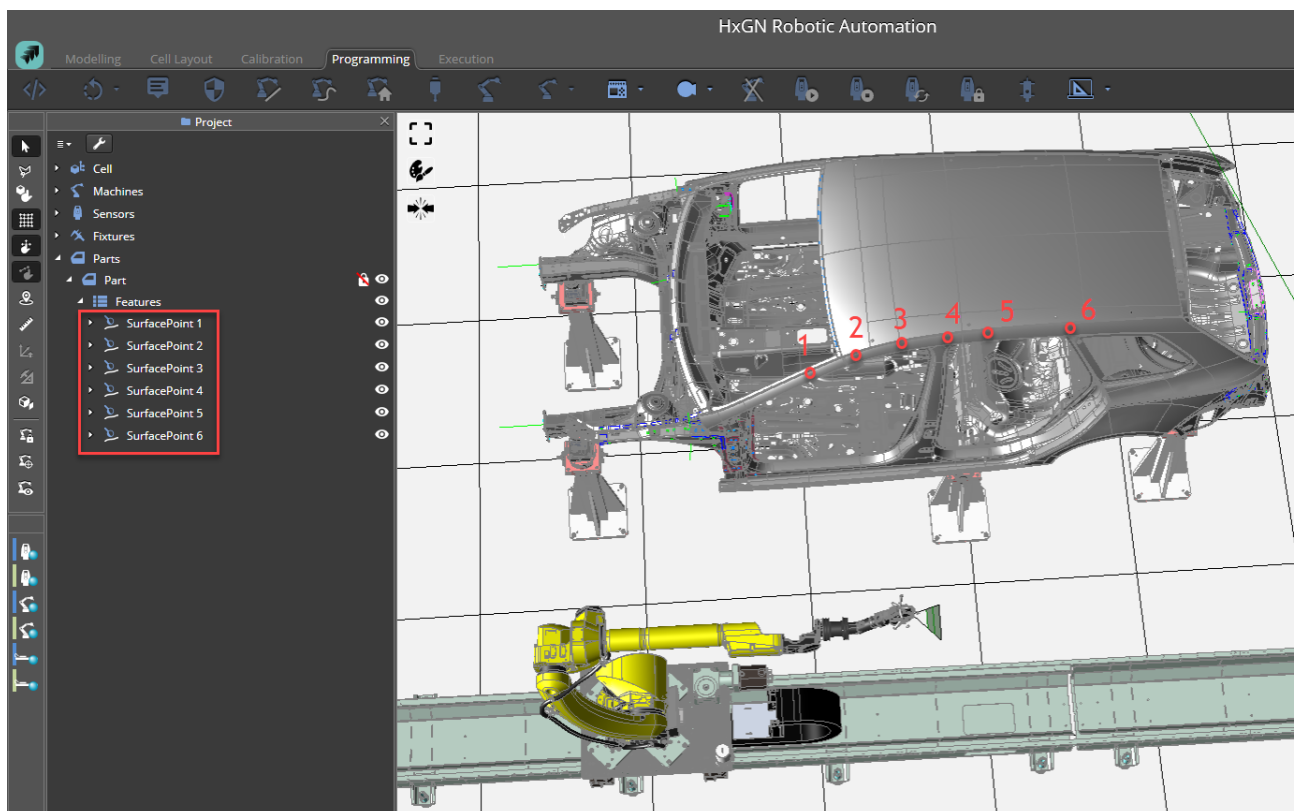 HxGN Robotic Automation
Modelling Cell Layout Calibration Programming Execution
Project
Cell
Machines
Sensors
Fixtures
Parts
Part
Features
SurfacePoint 1
SurfacePoint 2
SurfacePoint 3
SurfacePoint 4
SurfacePoint 5
SurfacePoint 6
1 2 3 4 5 6